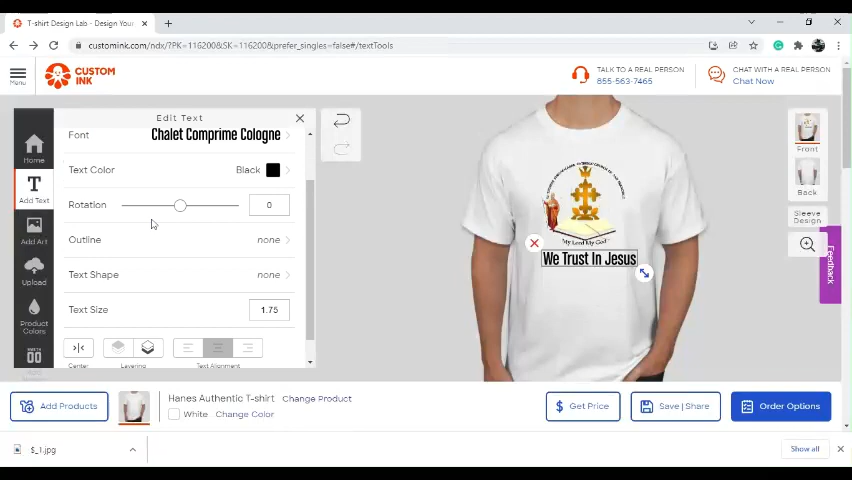 T-shirt Design Lab - Design Your
customink.com/ndx/?PK=116200&SK=116200&prefer_singles=false#/textTools
Menu
CUSTOM
INK
TALK TO A REAL PERSON
855-563-7465
CHAT WITH A REAL PERSON
Chat Now
Home
Add Text
Add Art
Upload
Product
Colors
Edit Text
Font
Chalet Comprime Cologne
Text Color
Black
Rotation
0
Outline
none
Text Shape
none
Text Size
1.75
Center
Layering
Text Alignment
My Lord My God
We Trust In Jesus
Front
Back
Sleeve
Design
Feedback
Add Products
Hanes Authentic T-shirt
Change Product
White
Change Color
$ Get Price
Save | Share
Order Options
$_1.jpg
Show all